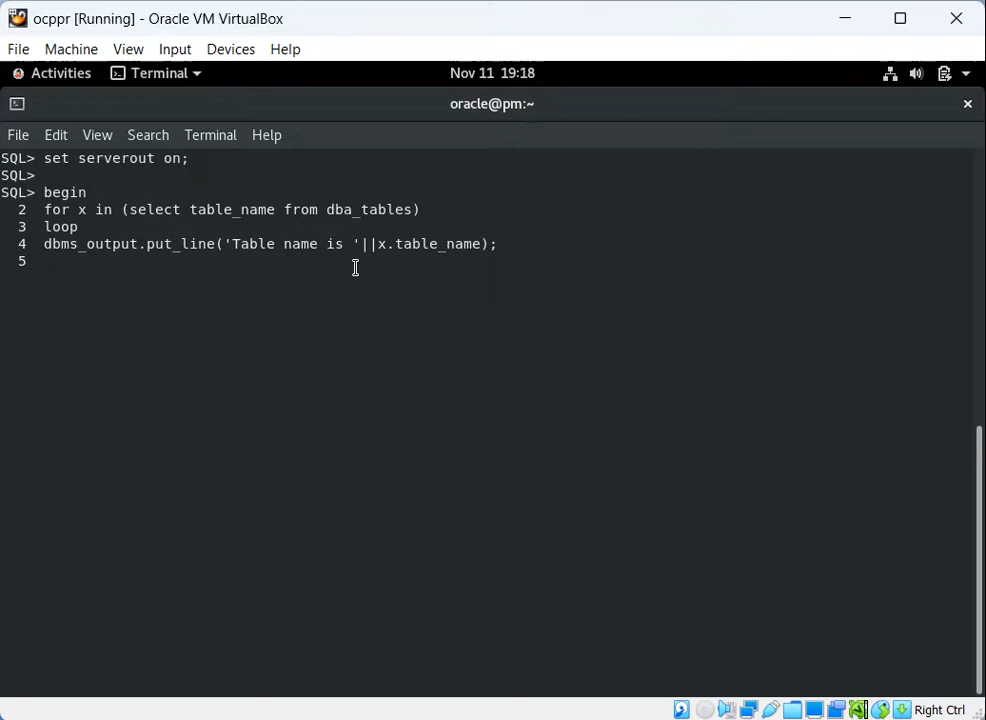 ocppr [Running] - Oracle VM VirtualBox
File Machine View Input Devices Help
Activities Terminal Nov 11 19:18
oracle@pm:~
File Edit View Search Terminal Help
SQL> set serverout on;
SQL>
SQL> begin
2 for x in (select table_name from dba_tables)
3 loop
4 dbms_output.put_line('Table name is '||x.table_name);
5
Right Ctrl